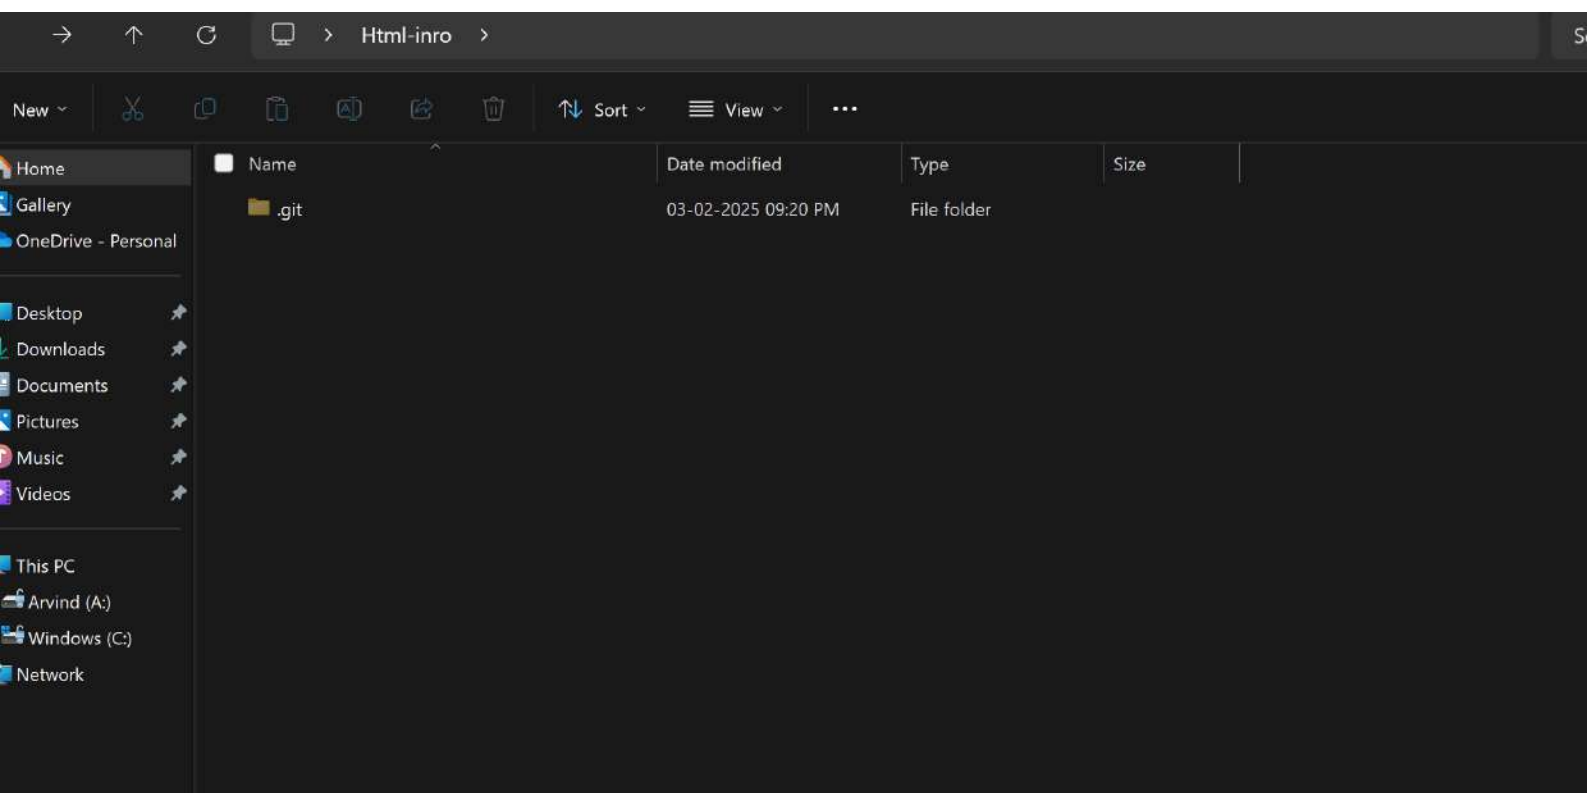 Html-inro
New
Sort
View
Name Date modified Type Size
.git 03-02-2025 09:20 PM File folder
Home
Gallery
OneDrive - Personal
Desktop
Downloads
Documents
Pictures
Music
Videos
This PC
Arvind (A:)
Windows (C:)
Network